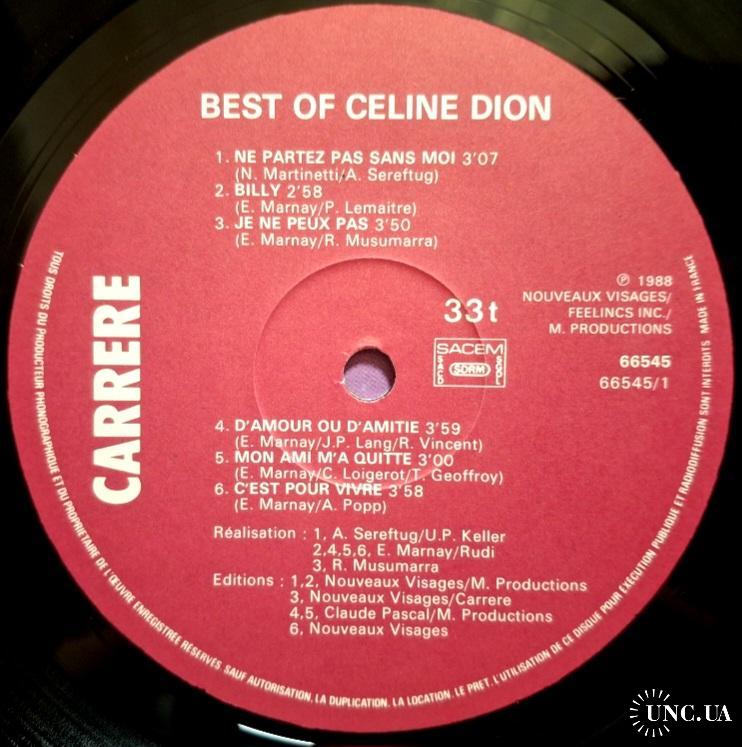 BEST OF CELINE DION
1. NE PARTEZ PAS SANS MOI 3'07
(N. Martinetti/A. Sereftug)
2. BILLY 2'58
(E. Marnay/P. Lemaitre)
3. JE NE PEUX PAS 3'50
(E. Marnay/R. Musumarra)
CARRERE
33t
SACEM
SACD
SDRM
SGDL
℗ 1988
NOUVEAUX VISAGES/
FEELINCS INC./
M. PRODUCTIONS
66545
66545/1
4. D'AMOUR OU D'AMITIE 3'59
(E. Marnay/J.P. Lang/R. Vincent)
5. MON AMI M'A QUITTE 3'00
(E. Marnay/C. Loigerot/T. Geoffroy)
6. C'EST POUR VIVRE 3'58
(E. Marnay/A. Popp)
Réalisation : 1, A. Sereftug/U.P. Keller
2,4,5,6, E. Marnay/Rudi
3, R. Musumarra
Editions : 1,2, Nouveaux Visages/M. Productions
3, Nouveaux Visages/Carrere
4,5, Claude Pascal/M. Productions
6, Nouveaux Visages
TOUS DROITS DU PRODUCTEUR PHONOGRAPHIQUE ET DU PROPRIETAIRE DE L'ŒUVRE ENREGISTREE RESERVES SAUF AUTORISATION, LA DUPLICATION. LA LOCATION. LE PRET. L'UTILISATION DE CE DISQUE POUR EXECUTION PUBLIQUE ET RADIODIFFUSION SONT INTERDITS MADE IN FRANCE
UNC.UA